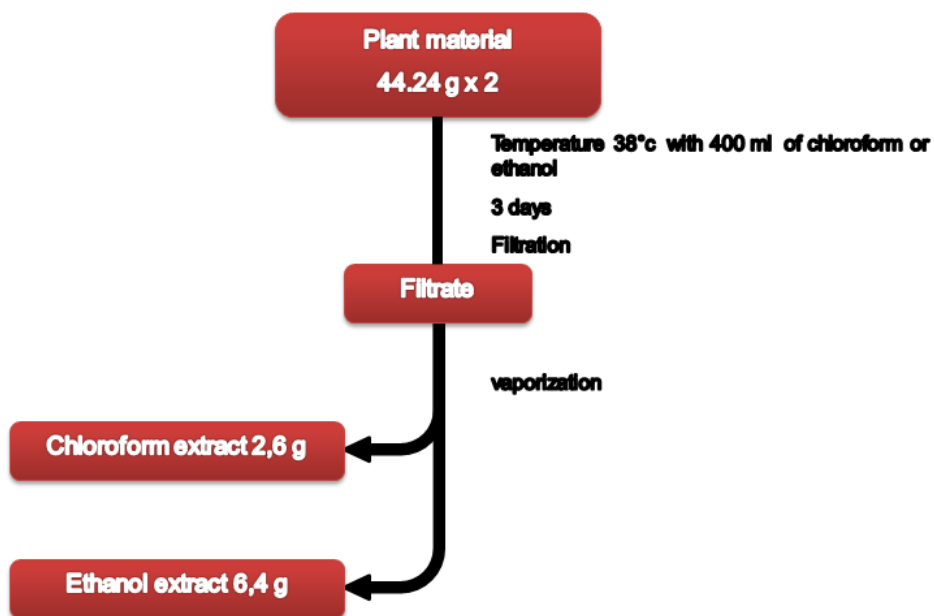 Plant material
44.24 g x 2
Temperature 38°c with 400 ml of chloroform or
ethanol
3 days
Filtration
Filtrate
vaporization
Chloroform extract 2,6 g
Ethanol extract 6,4 g